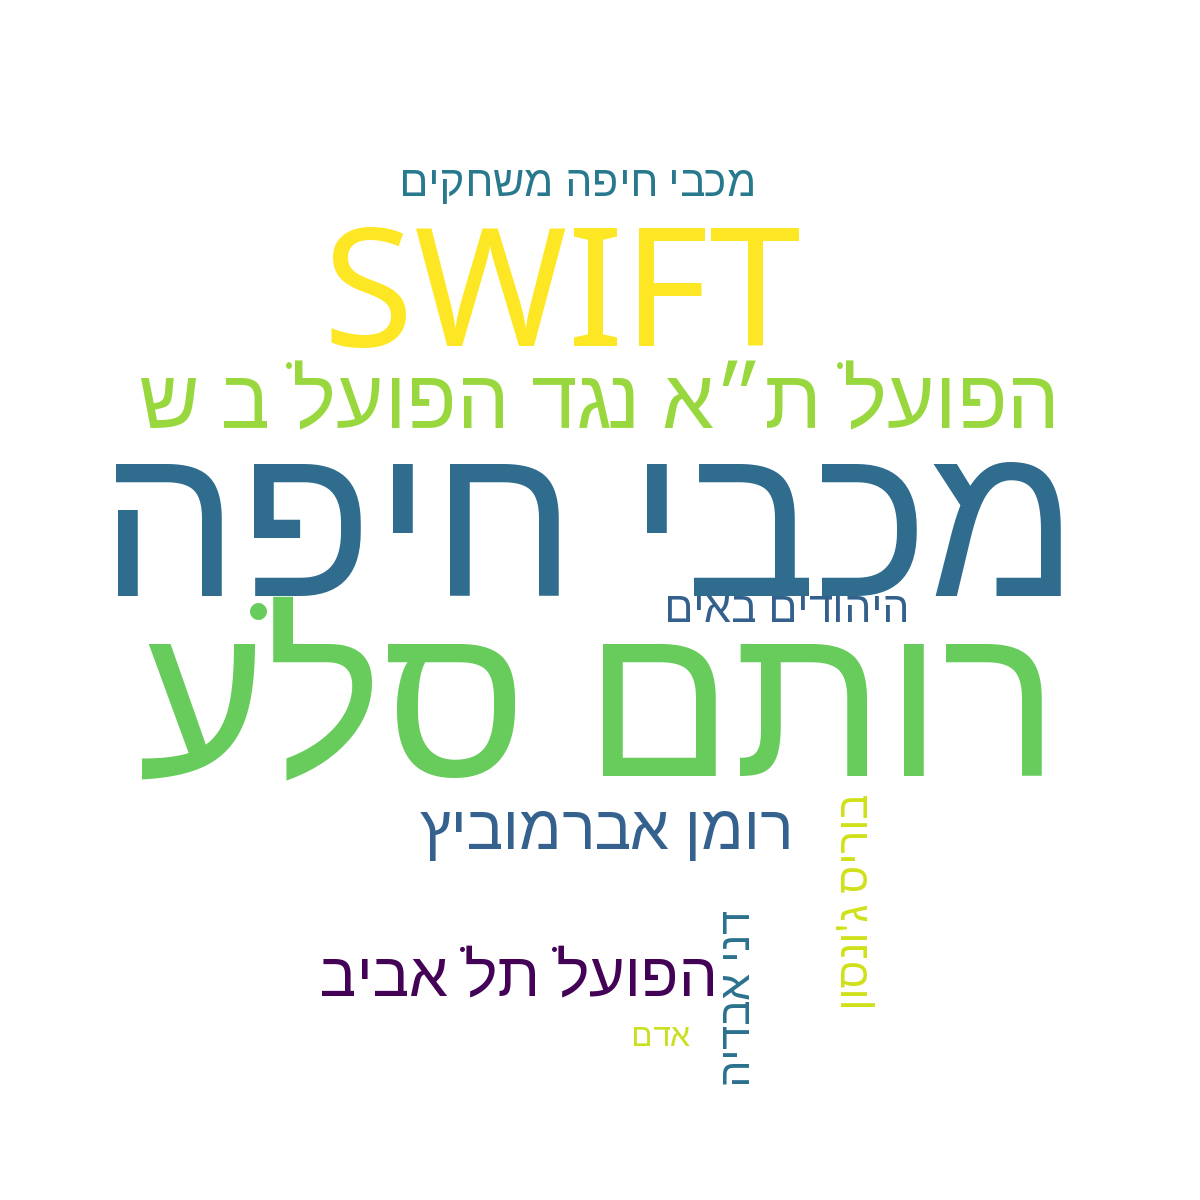 מכבי חיפה משחקים
SWIFT
הפועל ת״א נגד הפועל ב ש
מכבי חיפה
היהודים באים
רותם סלע
רומן אברמוביץ
בוריס ג'ונסון
דני אבדיה
הפועל תל אביב
אדם